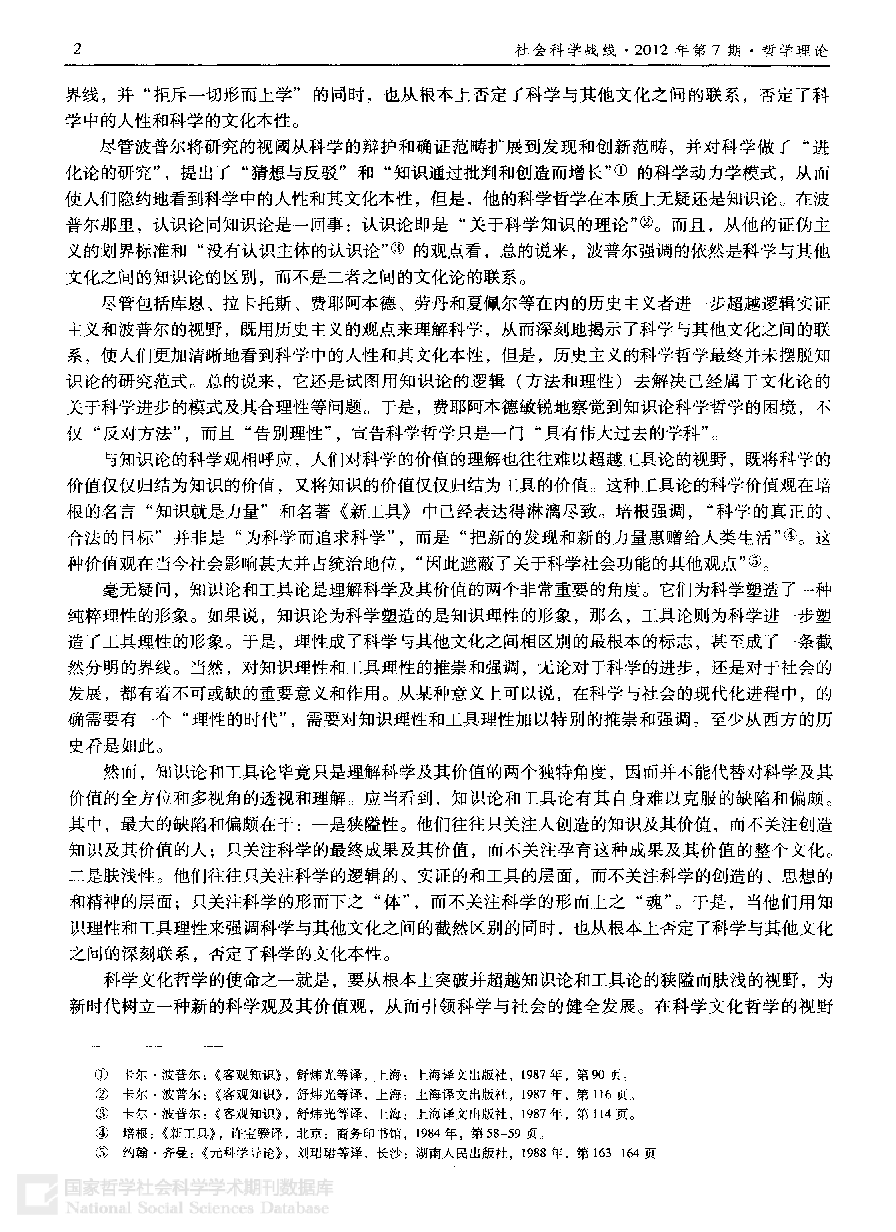 2
社会科学战线·2012 年第 7 期·哲学理论
界线，并“拒斥一切形而上学”的同时，也从根本上否定了科学与其他文化之间的联系，否定了科
学中的人性和科学的文化本性。
尽管波普尔将研究的视阈从科学的辩护和确证范畴扩展到发现和创新范畴，并对科学做了“进
化论的研究”，提出了“猜想与反驳”和“知识通过批判和创造而增长”① 的科学动力学模式，从而
使人们隐约地看到科学中的人性和其文化本性，但是，他的科学哲学在本质上无疑还是知识论。在波
普尔那里，认识论同知识论是一回事：认识论即是“关于科学知识的理论”②。而且，从他的证伪主
义的划界标准和“没有认识主体的认识论”③ 的观点看，总的说来，波普尔强调的依然是科学与其他
文化之间的知识论的区别，而不是二者之间的文化论的联系。
尽管包括库恩、拉卡托斯、费耶阿本德、劳丹和夏佩尔等在内的历史主义者进一步超越逻辑实证
主义和波普尔的视野，既用历史主义的观点来理解科学，从而深刻地揭示了科学与其他文化之间的联
系，使人们更加清晰地看到科学中的人性和其文化本性，但是，历史主义的科学哲学最终并未摆脱知
识论的研究范式。总的说来，它还是试图用知识论的逻辑（方法和理性）去解决已经属于文化论的
关于科学进步的模式及其合理性等问题。于是，费耶阿本德敏锐地察觉到知识论科学哲学的困境，不
仅“反对方法”，而且“告别理性”，宣告科学哲学只是一门“具有伟大过去的学科”。
与知识论的科学观相呼应，人们对科学的价值的理解也往往难以超越工具论的视野，既将科学的
价值仅仅归结为知识的价值，又将知识的价值仅仅归结为工具的价值。这种工具论的科学价值观在培
根的名言“知识就是力量”和名著《新工具》中已经表达得淋漓尽致。培根强调，“科学的真正的、
合法的目标”并非是“为科学而追求科学”，而是“把新的发现和新的力量惠赠给人类生活”④。这
种价值观在当今社会影响甚大并占统治地位，“因此遮蔽了关于科学社会功能的其他观点”⑤。
毫无疑问，知识论和工具论是理解科学及其价值的两个非常重要的角度。它们为科学塑造了一种
纯粹理性的形象。如果说，知识论为科学塑造的是知识理性的形象，那么，工具论则为科学进一步塑
造了工具理性的形象。于是，理性成了科学与其他文化之间相区别的最根本的标志，甚至成了一条截
然分明的界线。当然，对知识理性和工具理性的推崇和强调，无论对于科学的进步，还是对于社会的
发展，都有着不可或缺的重要意义和作用。从某种意义上可以说，在科学与社会的现代化进程中，的
确需要有一个“理性的时代”，需要对知识理性和工具理性加以特别的推崇和强调，至少从西方的历
史看是如此。
然而，知识论和工具论毕竟只是理解科学及其价值的两个独特角度，因而并不能代替对科学及其
价值的全方位和多视角的透视和理解。应当看到，知识论和工具论有其自身难以克服的缺陷和偏颇。
其中，最大的缺陷和偏颇在于：一是狭隘性。他们往往只关注人创造的知识及其价值，而不关注创造
知识及其价值的人；只关注科学的最终成果及其价值，而不关注孕育这种成果及其价值的整个文化。
二是肤浅性。他们往往只关注科学的逻辑的、实证的和工具的层面，而不关注科学的创造的、思想的
和精神的层面；只关注科学的形而下之“体”，而不关注科学的形而上之“魂”。于是，当他们用知
识理性和工具理性来强调科学与其他文化之间的截然区别的同时，也从根本上否定了科学与其他文化
之间的深刻联系，否定了科学的文化本性。
科学文化哲学的使命之一就是，要从根本上突破并超越知识论和工具论的狭隘而肤浅的视野，为
新时代树立一种新的科学观及其价值观，从而引领科学与社会的健全发展。在科学文化哲学的视野
① 卡尔·波普尔：《客观知识》，舒炜光等译，上海：上海译文出版社，1987 年，第 90 页。
② 卡尔·波普尔：《客观知识》，舒炜光等译，上海：上海译文出版社，1987 年，第 116 页。
③ 卡尔·波普尔：《客观知识》，舒炜光等译，上海：上海译文出版社，1987 年，第 114 页。
④ 培根：《新工具》，许宝骙译，北京：商务印书馆，1984 年，第 58-59 页。
⑤ 约翰·齐曼：《元科学导论》，刘珺珺等译，长沙：湖南人民出版社，1988 年，第 163-164 页
国家哲学社会科学学术期刊数据库
National Social Sciences Database